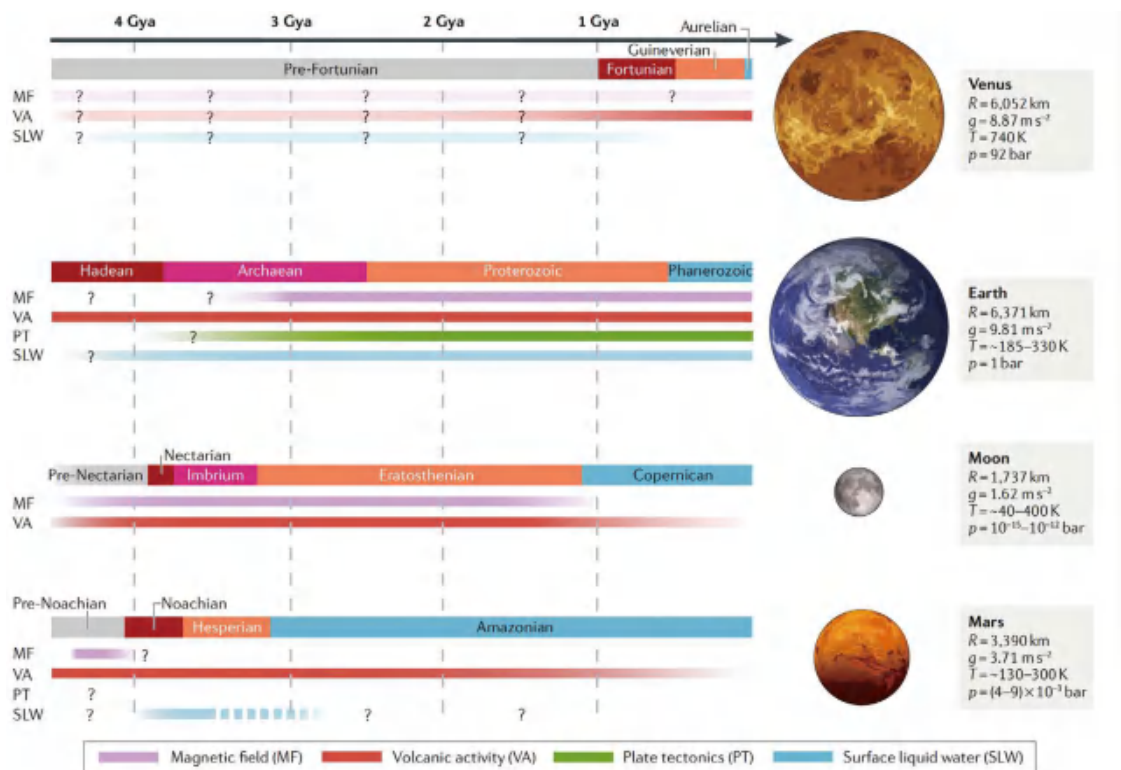 4 Gya 3 Gya 2 Gya 1 Gya Aurelian
Guineverian
Pre-Fortunian Fortunian
MF ? ? ? ? ?
VA ? ? ? ?
SLW ? ? ? ?
Venus
R = 6,052 km
g = 8.87 m s⁻²
T = 740 K
p = 92 bar
Hadean Archaean Proterozoic Phanerozoic
MF ? ?
VA
PT ?
SLW ?
Earth
R = 6,371 km
g = 9.81 m s⁻²
T = ~185–330 K
p = 1 bar
Nectarian
Pre-Nectarian Imbrium Eratosthenian Copernican
MF
VA
Moon
R = 1,737 km
g = 1.62 m s⁻²
T = ~40–400 K
p = 10⁻¹⁵–10⁻¹² bar
Pre-Noachian Noachian
Hesperian Amazonian
MF ?
VA
PT ?
SLW ? ? ?
Mars
R = 3,390 km
g = 3.71 m s⁻²
T = ~130–300 K
p = (4–9) × 10⁻³ bar
Magnetic field (MF) Volcanic activity (VA) Plate tectonics (PT) Surface liquid water (SLW)